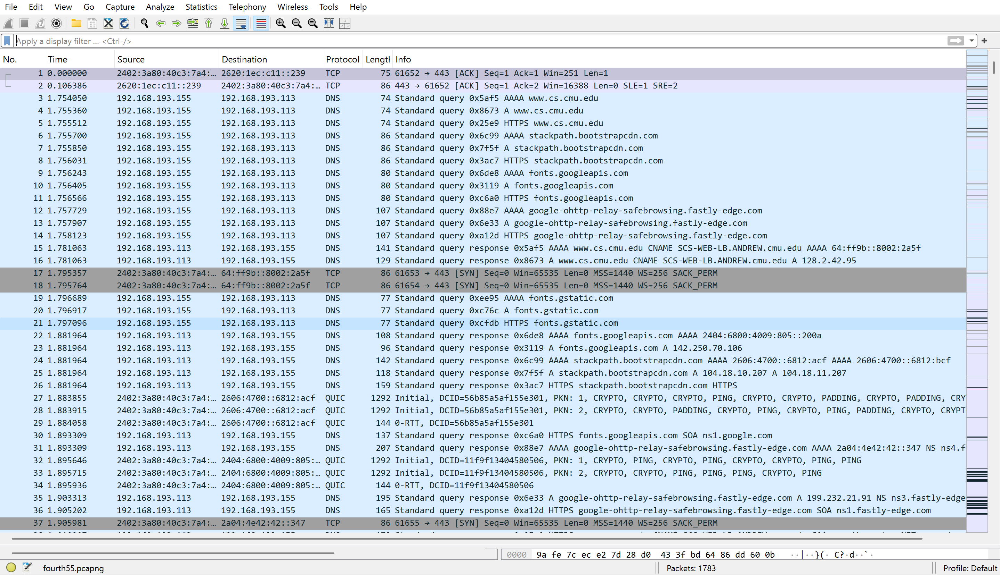 File Edit View Go Capture Analyze Statistics Telephony Wireless Tools Help
Apply a display filter ... <Ctrl-/>
No. Time Source Destination Protocol Length Info
1 0.000000 2402:3a80:40c3:7a4:… 2620:1ec:c11::239 TCP 75 61652 → 443 [ACK] Seq=1 Ack=1 Win=251 Len=1
2 0.106386 2620:1ec:c11::239 2402:3a80:40c3:7a4:… TCP 86 443 → 61652 [ACK] Seq=1 Ack=2 Win=16388 Len=0 SLE=1 SRE=2
3 1.754050 192.168.193.155 192.168.193.113 DNS 74 Standard query 0x5af5 AAAA www.cs.cmu.edu
4 1.755360 192.168.193.155 192.168.193.113 DNS 74 Standard query 0x8673 A www.cs.cmu.edu
5 1.755512 192.168.193.155 192.168.193.113 DNS 74 Standard query 0x25e9 HTTPS www.cs.cmu.edu
6 1.755700 192.168.193.155 192.168.193.113 DNS 86 Standard query 0x6c99 AAAA stackpath.bootstrapcdn.com
7 1.755850 192.168.193.155 192.168.193.113 DNS 86 Standard query 0x7f5f A stackpath.bootstrapcdn.com
8 1.756031 192.168.193.155 192.168.193.113 DNS 86 Standard query 0x3ac7 HTTPS stackpath.bootstrapcdn.com
9 1.756243 192.168.193.155 192.168.193.113 DNS 80 Standard query 0x6de8 AAAA fonts.googleapis.com
10 1.756405 192.168.193.155 192.168.193.113 DNS 80 Standard query 0x3119 A fonts.googleapis.com
11 1.756566 192.168.193.155 192.168.193.113 DNS 80 Standard query 0xc6a0 HTTPS fonts.googleapis.com
12 1.757729 192.168.193.155 192.168.193.113 DNS 107 Standard query 0x88e7 AAAA google-ohttp-relay-safebrowsing.fastly-edge.com
13 1.757907 192.168.193.155 192.168.193.113 DNS 107 Standard query 0x6e33 A google-ohttp-relay-safebrowsing.fastly-edge.com
14 1.758123 192.168.193.155 192.168.193.113 DNS 107 Standard query 0xa12d HTTPS google-ohttp-relay-safebrowsing.fastly-edge.com
15 1.781063 192.168.193.113 192.168.193.155 DNS 141 Standard query response 0x5af5 AAAA www.cs.cmu.edu CNAME SCS-WEB-LB.ANDREW.cmu.edu AAAA 64:ff9b::8002:2a5f
16 1.781063 192.168.193.113 192.168.193.155 DNS 129 Standard query response 0x8673 A www.cs.cmu.edu CNAME SCS-WEB-LB.ANDREW.cmu.edu A 128.2.42.95
17 1.795357 2402:3a80:40c3:7a4:… 64:ff9b::8002:2a5f TCP 86 61653 → 443 [SYN] Seq=0 Win=65535 Len=0 MSS=1440 WS=256 SACK_PERM
18 1.795764 2402:3a80:40c3:7a4:… 64:ff9b::8002:2a5f TCP 86 61654 → 443 [SYN] Seq=0 Win=65535 Len=0 MSS=1440 WS=256 SACK_PERM
19 1.796689 192.168.193.155 192.168.193.113 DNS 77 Standard query 0xee95 AAAA fonts.gstatic.com
20 1.796917 192.168.193.155 192.168.193.113 DNS 77 Standard query 0xc76c A fonts.gstatic.com
21 1.797096 192.168.193.155 192.168.193.113 DNS 77 Standard query 0xcfdb HTTPS fonts.gstatic.com
22 1.881964 192.168.193.113 192.168.193.155 DNS 108 Standard query response 0x6de8 AAAA fonts.googleapis.com AAAA 2404:6800:4009:805::200a
23 1.881964 192.168.193.113 192.168.193.155 DNS 96 Standard query response 0x3119 A fonts.googleapis.com A 142.250.70.106
24 1.881964 192.168.193.113 192.168.193.155 DNS 142 Standard query response 0x6c99 AAAA stackpath.bootstrapcdn.com AAAA 2606:4700::6812:acf AAAA 2606:4700::6812:bcf
25 1.881964 192.168.193.113 192.168.193.155 DNS 118 Standard query response 0x7f5f A stackpath.bootstrapcdn.com A 104.18.10.207 A 104.18.11.207
26 1.881964 192.168.193.113 192.168.193.155 DNS 159 Standard query response 0x3ac7 HTTPS stackpath.bootstrapcdn.com HTTPS
27 1.883855 2402:3a80:40c3:7a4:… 2606:4700::6812:acf QUIC 1292 Initial, DCID=56b85a5af155e301, PKN: 1, CRYPTO, CRYPTO, CRYPTO, PING, CRYPTO, CRYPTO, PADDING, CRYPTO, PADDING, CRY
28 1.883915 2402:3a80:40c3:7a4:… 2606:4700::6812:acf QUIC 1292 Initial, DCID=56b85a5af155e301, PKN: 2, CRYPTO, CRYPTO, PADDING, CRYPTO, PING, CRYPTO, PING, PADDING, CRYPTO, CRYPT
29 1.884058 2402:3a80:40c3:7a4:… 2606:4700::6812:acf QUIC 144 0-RTT, DCID=56b85a5af155e301
30 1.893309 192.168.193.113 192.168.193.155 DNS 137 Standard query response 0xc6a0 HTTPS fonts.googleapis.com SOA ns1.google.com
31 1.893309 192.168.193.113 192.168.193.155 DNS 207 Standard query response 0x88e7 AAAA google-ohttp-relay-safebrowsing.fastly-edge.com AAAA 2a04:4e42:42::347 NS ns4.f
32 1.895646 2402:3a80:40c3:7a4:… 2404:6800:4009:805:… QUIC 1292 Initial, DCID=11f9f13404580506, PKN: 1, CRYPTO, PING, CRYPTO, PING, CRYPTO, CRYPTO, PING, PING
33 1.895715 2402:3a80:40c3:7a4:… 2404:6800:4009:805:… QUIC 1292 Initial, DCID=11f9f13404580506, PKN: 2, CRYPTO, CRYPTO, PING, PING, PING, CRYPTO, PING
34 1.895936 2402:3a80:40c3:7a4:… 2404:6800:4009:805:… QUIC 144 0-RTT, DCID=11f9f13404580506
35 1.903313 192.168.193.113 192.168.193.155 DNS 195 Standard query response 0x6e33 A google-ohttp-relay-safebrowsing.fastly-edge.com A 199.232.21.91 NS ns3.fastly-edge
36 1.905202 192.168.193.113 192.168.193.155 DNS 165 Standard query response 0xa12d HTTPS google-ohttp-relay-safebrowsing.fastly-edge.com SOA ns1.fastly-edge.com
37 1.905981 2402:3a80:40c3:7a4:… 2a04:4e42:42::347 TCP 86 61655 → 443 [SYN] Seq=0 Win=65535 Len=0 MSS=1440 WS=256 SACK_PERM
0000 9a fe 7c ec e2 7d 28 d0 43 3f bd 64 86 dd 60 0b ··|··}(· C?·d··`·
fourth55.pcapng Packets: 1783 Profile: Default